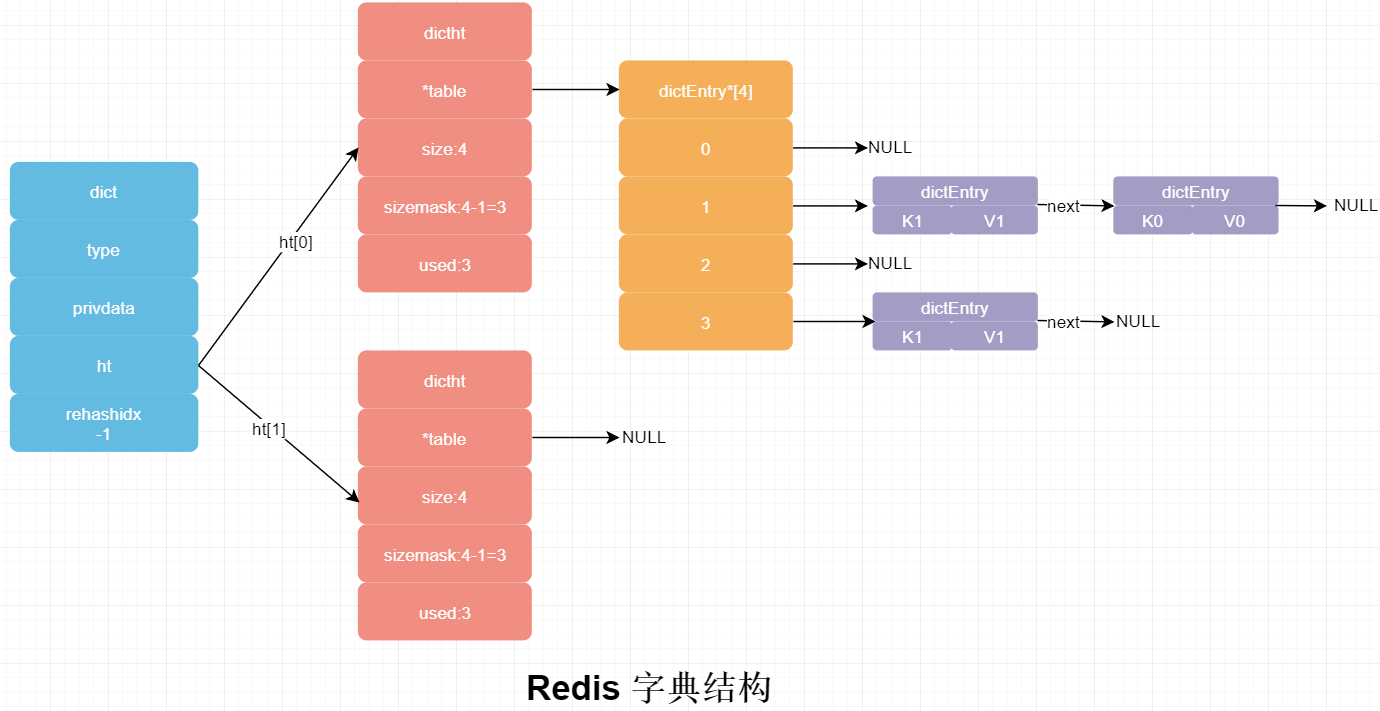 dict
type
privdata
ht
rehashidx
-1
ht[0]
ht[1]
dictht
*table
size:4
sizemask:4-1=3
used:3
dictEntry*[4]
0
NULL
1
dictEntry
K1 V1
next
dictEntry
K0 V0
NULL
2
NULL
3
dictEntry
K1 V1
next
NULL
dictht
*table
NULL
size:4
sizemask:4-1=3
used:3
Redis 字典结构